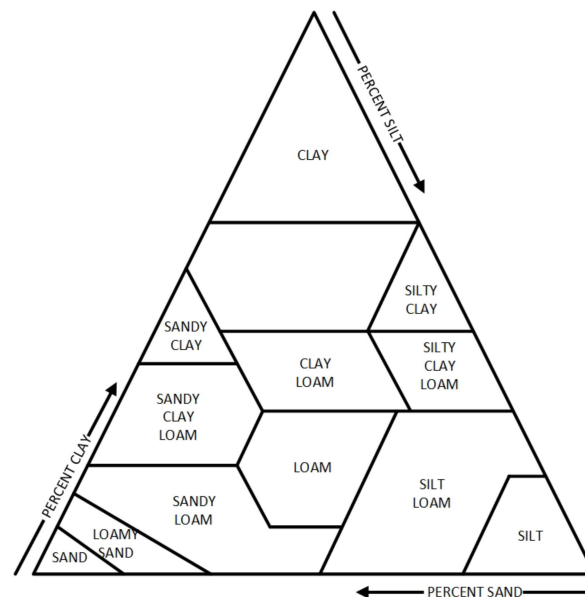 PERCENT SILT
CLAY
SILTY
CLAY
SANDY
CLAY
CLAY
LOAM
SILTY
CLAY
LOAM
SANDY
CLAY
LOAM
PERCENT CLAY
LOAM
SILT
LOAM
SANDY
LOAM
LOAMY
SAND
SAND
SILT
PERCENT SAND